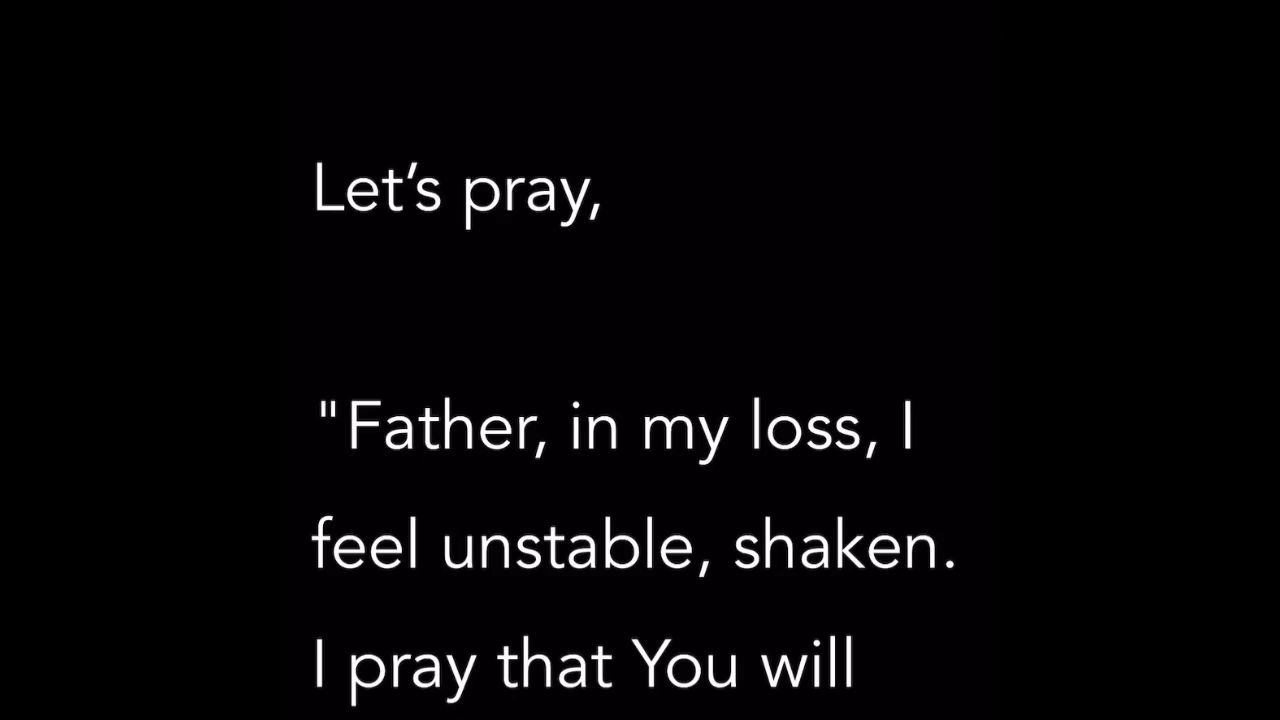 Let’s pray,
"Father, in my loss, I
feel unstable, shaken.
I pray that You will